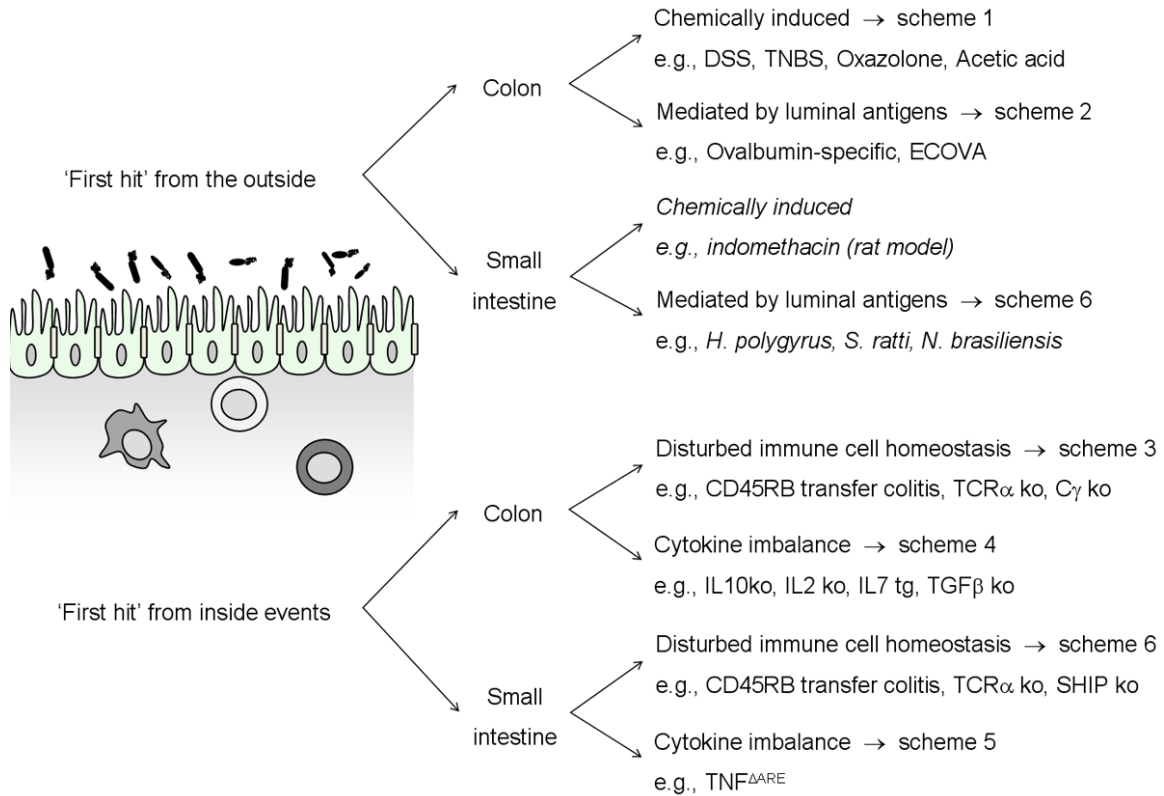 Chemically induced → scheme 1
e.g., DSS, TNBS, Oxazolone, Acetic acid
Colon
Mediated by luminal antigens → scheme 2
e.g., Ovalbumin-specific, ECOVA
‘First hit’ from the outside
Chemically induced
e.g., indomethacin (rat model)
Small
intestine
Mediated by luminal antigens → scheme 6
e.g., H. polygyrus, S. ratti, N. brasiliensis
Disturbed immune cell homeostasis → scheme 3
e.g., CD45RB transfer colitis, TCRα ko, Cγ ko
Colon
Cytokine imbalance → scheme 4
e.g., IL10ko, IL2 ko, IL7 tg, TGFβ ko
‘First hit’ from inside events
Disturbed immune cell homeostasis → scheme 6
e.g., CD45RB transfer colitis, TCRα ko, SHIP ko
Small
intestine
Cytokine imbalance → scheme 5
e.g., TNFΔARE